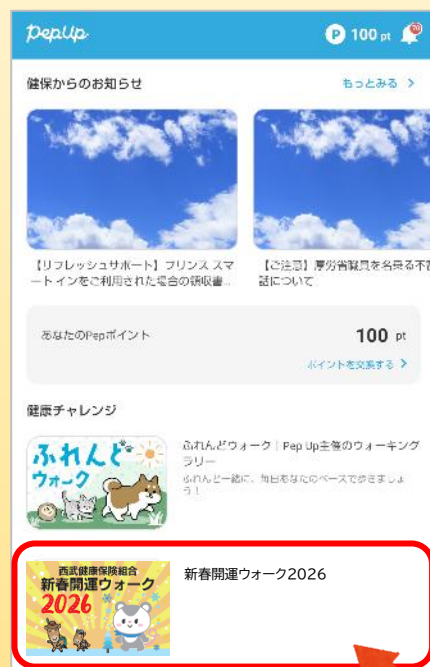 PepUp
P 100 pt
健保からのお知らせ
もっとみる >
【リフレッシュサポート】プリンス スマ
ートインをご利用された場合の領収書...
【ご注意】厚労省職員を名乗る不審
話について
あなたのPepポイント
100 pt
ポイントを交換する >
健康チャレンジ
ふれんど
ウォーク
ふれんどウォーク｜Pep Up主催のウォーキング
ラリー
ふれんど一緒に、毎日あなたのペースで歩きましょ
う！
西武健康保険組合
新春開運ウォーク
2026
新春開運ウォーク2026